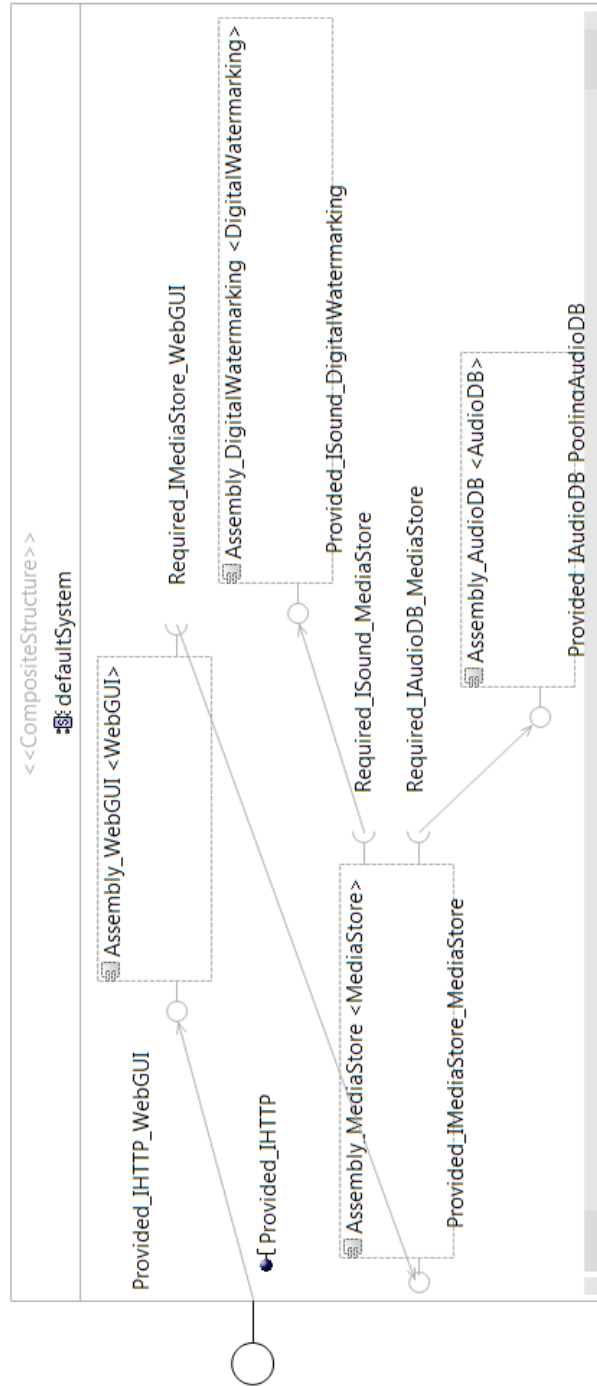 <<CompositeStructure>>
defaultSystem
Provided_IHTTP_WebGUI
Assembly_WebGUI <WebGUI>
Required_IMediaStore_WebGUI
Assembly_DigitalWatermarking <DigitalWatermarking>
Provided_ISound_DigitalWatermarking
Provided_IHTTP
Assembly_MediaStore <MediaStore>
Required_ISound_MediaStore
Required_IAudioDB_MediaStore
Provided_IMediaStore_MediaStore
Assembly_AudioDB <AudioDB>
Provided_IAudioDB_PoolingAudioDB